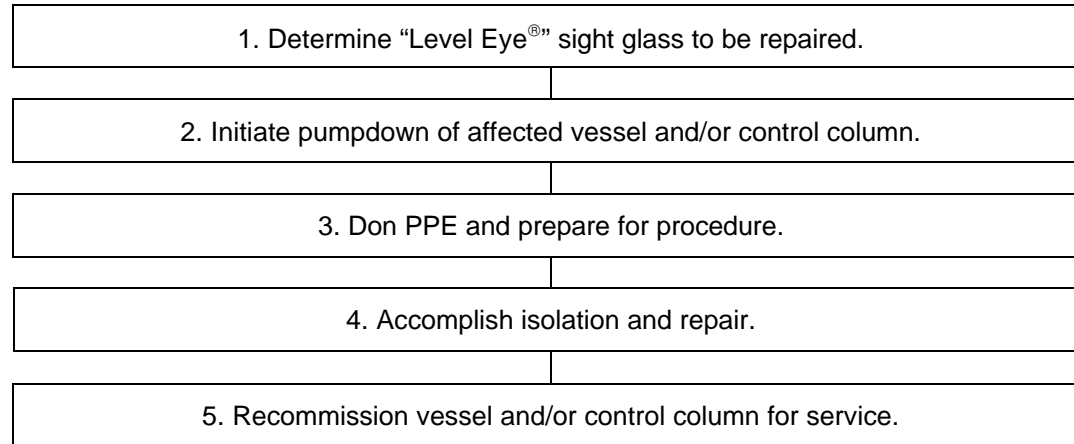 1. Determine “Level Eye®” sight glass to be repaired.
2. Initiate pumpdown of affected vessel and/or control column.
3. Don PPE and prepare for procedure.
4. Accomplish isolation and repair.
5. Recommission vessel and/or control column for service.